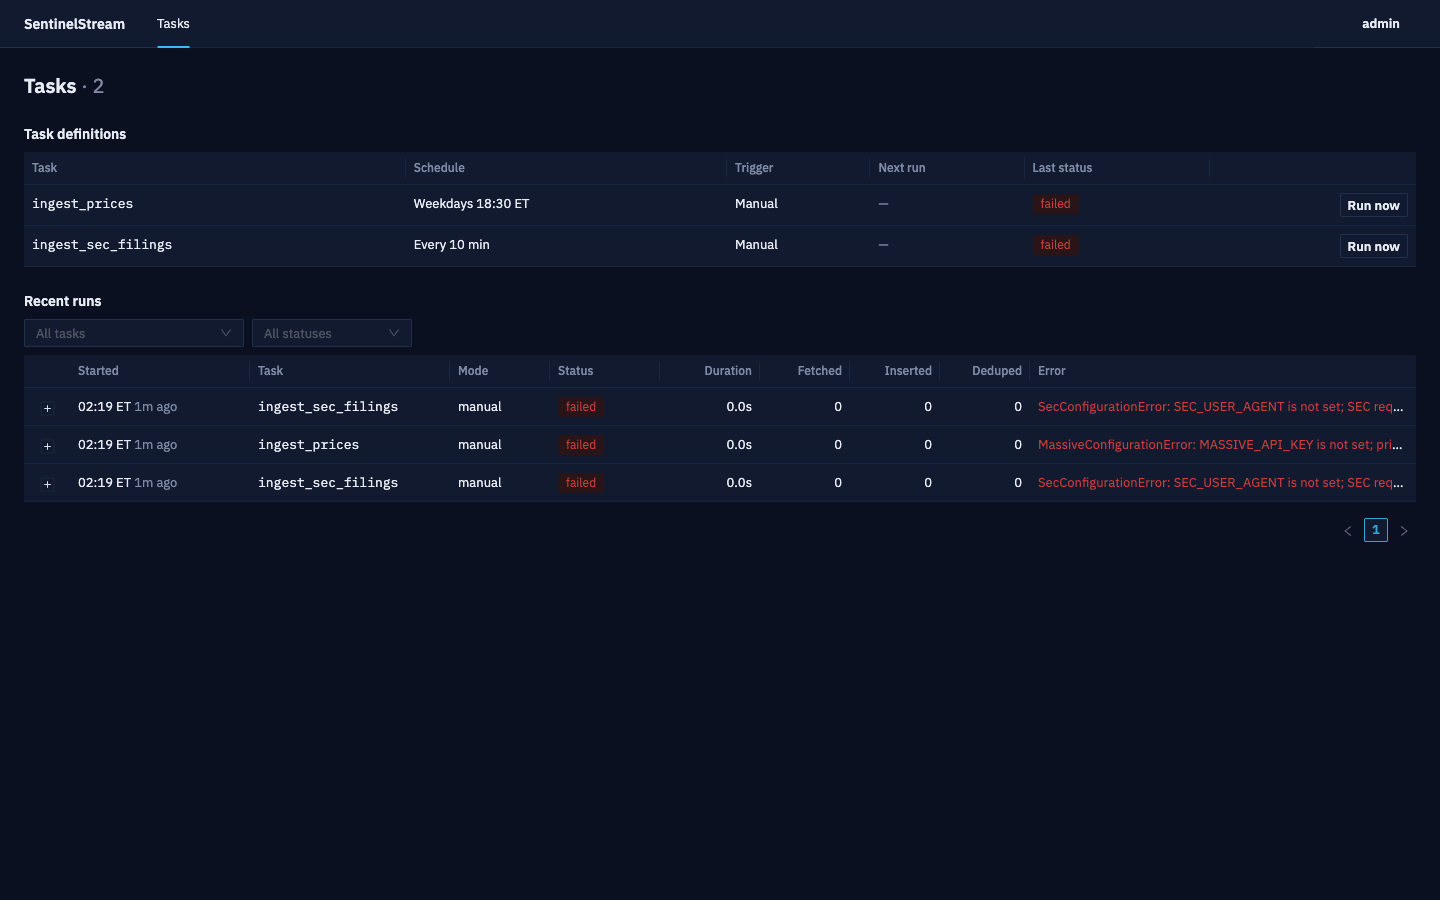 SentinelStream Tasks admin
Tasks · 2
Task definitions
Task Schedule Trigger Next run Last status
ingest_prices Weekdays 18:30 ET Manual — failed Run now
ingest_sec_filings Every 10 min Manual — failed Run now
Recent runs
All tasks All statuses
Started Task Mode Status Duration Fetched Inserted Deduped Error
+ 02:19 ET 1m ago ingest_sec_filings manual failed 0.0s 0 0 0 SecConfigurationError: SEC_USER_AGENT is not set; SEC req...
+ 02:19 ET 1m ago ingest_prices manual failed 0.0s 0 0 0 MassiveConfigurationError: MASSIVE_API_KEY is not set; pri...
+ 02:19 ET 1m ago ingest_sec_filings manual failed 0.0s 0 0 0 SecConfigurationError: SEC_USER_AGENT is not set; SEC req...
< 1 >